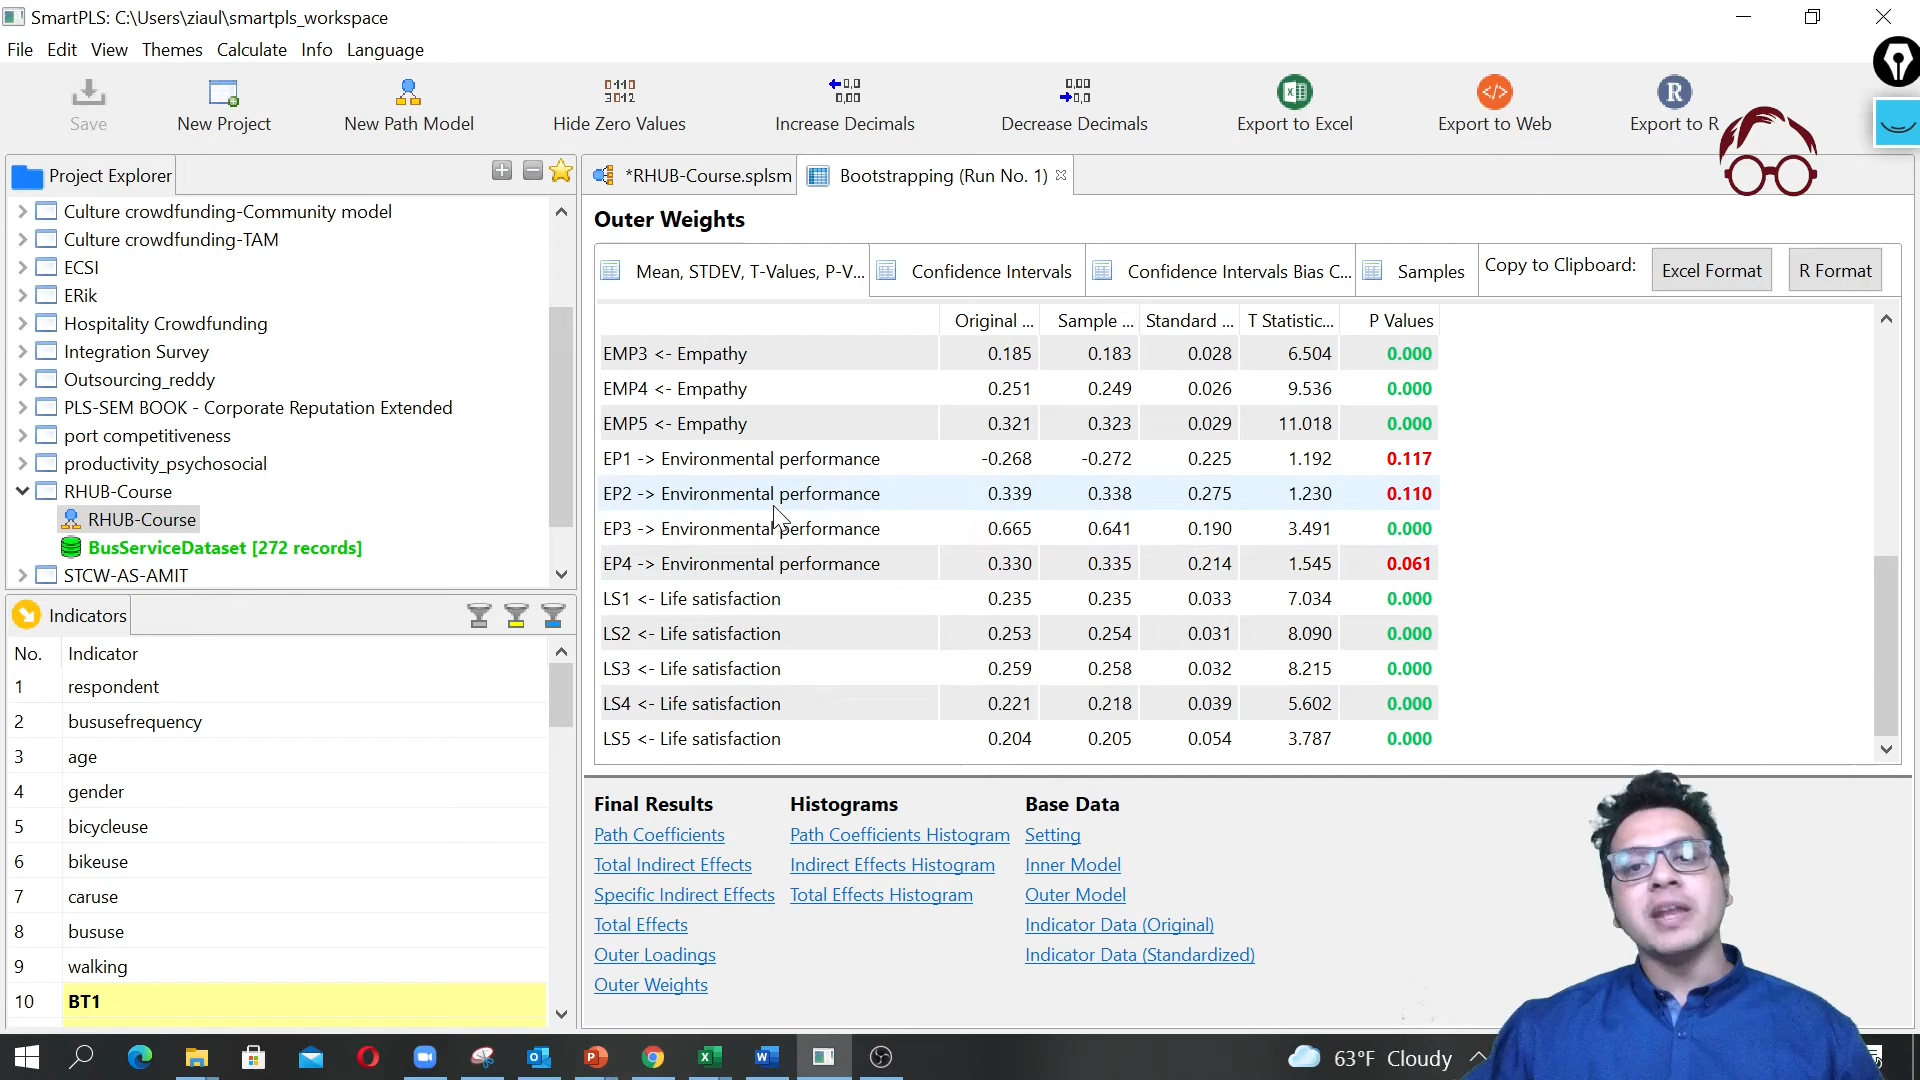 SmartPLS: C:\Users\ziaul\smartpls_workspace
File Edit View Themes Calculate Info Language
Save
New Project
New Path Model
Hide Zero Values
Increase Decimals
Decrease Decimals
Export to Excel
Export to Web
Export to R
Project Explorer
Culture crowdfunding-Community model
Culture crowdfunding-TAM
ECSI
ERik
Hospitality Crowdfunding
Integration Survey
Outsourcing_reddy
PLS-SEM BOOK - Corporate Reputation Extended
port competitiveness
productivity_psychosocial
RHUB-Course
RHUB-Course
BusServiceDataset [272 records]
STCW-AS-AMIT
Indicators
No. Indicator
1 respondent
2 bususefrequency
3 age
4 gender
5 bicycleuse
6 bikeuse
7 caruse
8 bususe
9 walking
10 BT1
*RHUB-Course.splsm
Bootstrapping (Run No. 1)
Outer Weights
Mean, STDEV, T-Values, P-V... Confidence Intervals Confidence Intervals Bias C... Samples Copy to Clipboard: Excel Format R Format
Original ... Sample ... Standard ... T Statistic... P Values
EMP3 <- Empathy 0.185 0.183 0.028 6.504 0.000
EMP4 <- Empathy 0.251 0.249 0.026 9.536 0.000
EMP5 <- Empathy 0.321 0.323 0.029 11.018 0.000
EP1 -> Environmental performance -0.268 -0.272 0.225 1.192 0.117
EP2 -> Environmental performance 0.339 0.338 0.275 1.230 0.110
EP3 -> Environmental performance 0.665 0.641 0.190 3.491 0.000
EP4 -> Environmental performance 0.330 0.335 0.214 1.545 0.061
LS1 <- Life satisfaction 0.235 0.235 0.033 7.034 0.000
LS2 <- Life satisfaction 0.253 0.254 0.031 8.090 0.000
LS3 <- Life satisfaction 0.259 0.258 0.032 8.215 0.000
LS4 <- Life satisfaction 0.221 0.218 0.039 5.602 0.000
LS5 <- Life satisfaction 0.204 0.205 0.054 3.787 0.000
Final Results
Path Coefficients
Total Indirect Effects
Specific Indirect Effects
Total Effects
Outer Loadings
Outer Weights
Histograms
Path Coefficients Histogram
Indirect Effects Histogram
Total Effects Histogram
Base Data
Setting
Inner Model
Outer Model
Indicator Data (Original)
Indicator Data (Standardized)
63°F Cloudy